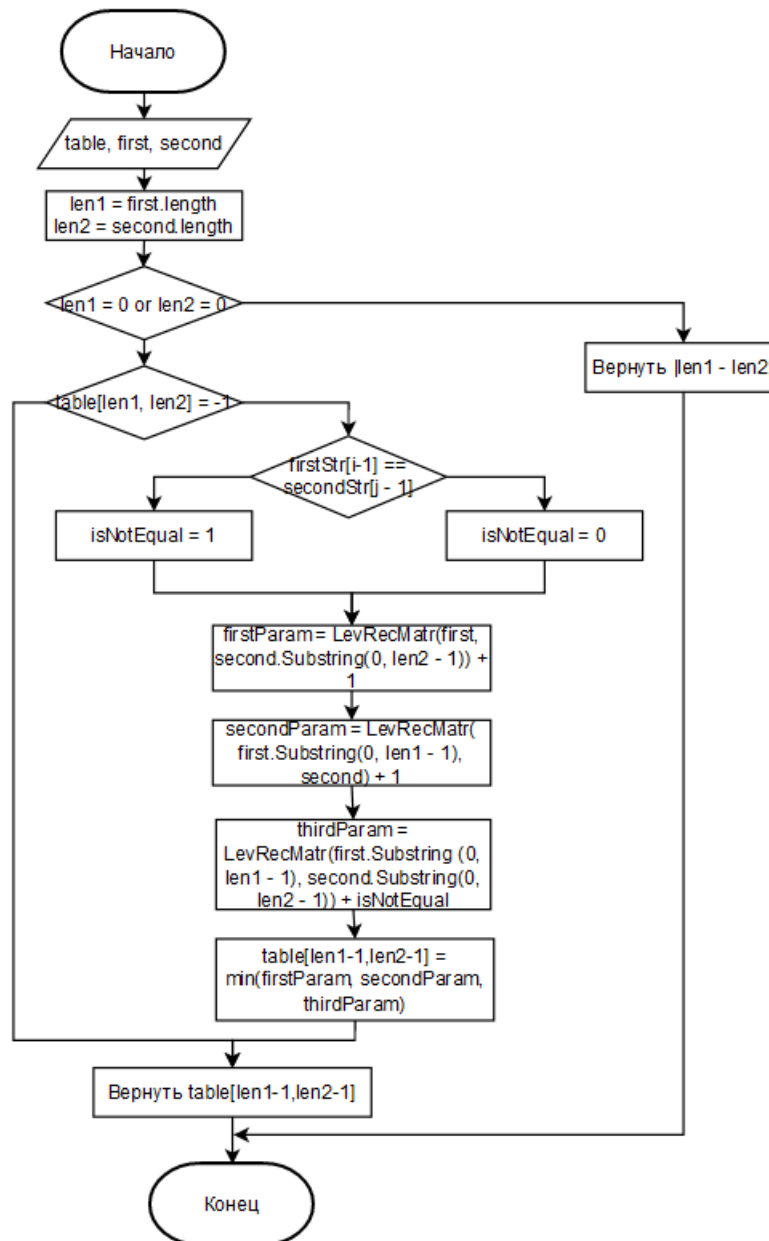 Начало
table, first, second
len1 = first.length
len2 = second.length
len1 = 0 or len2 = 0
Вернуть |len1 - len2
table[len1, len2] = -1
firstStr[i-1] ==
secondStr[j - 1]
isNotEqual = 1
isNotEqual = 0
firstParam = LevRecMatr(first,
second.Substring(0, len2 - 1)) +
1
secondParam = LevRecMatr(
first.Substring(0, len1 - 1),
second) + 1
thirdParam =
LevRecMatr(first.Substring (0,
len1 - 1), second.Substring(0,
len2 - 1)) + isNotEqual
table[len1-1,len2-1] =
min(firstParam, secondParam,
thirdParam)
Вернуть table[len1-1,len2-1]
Конец